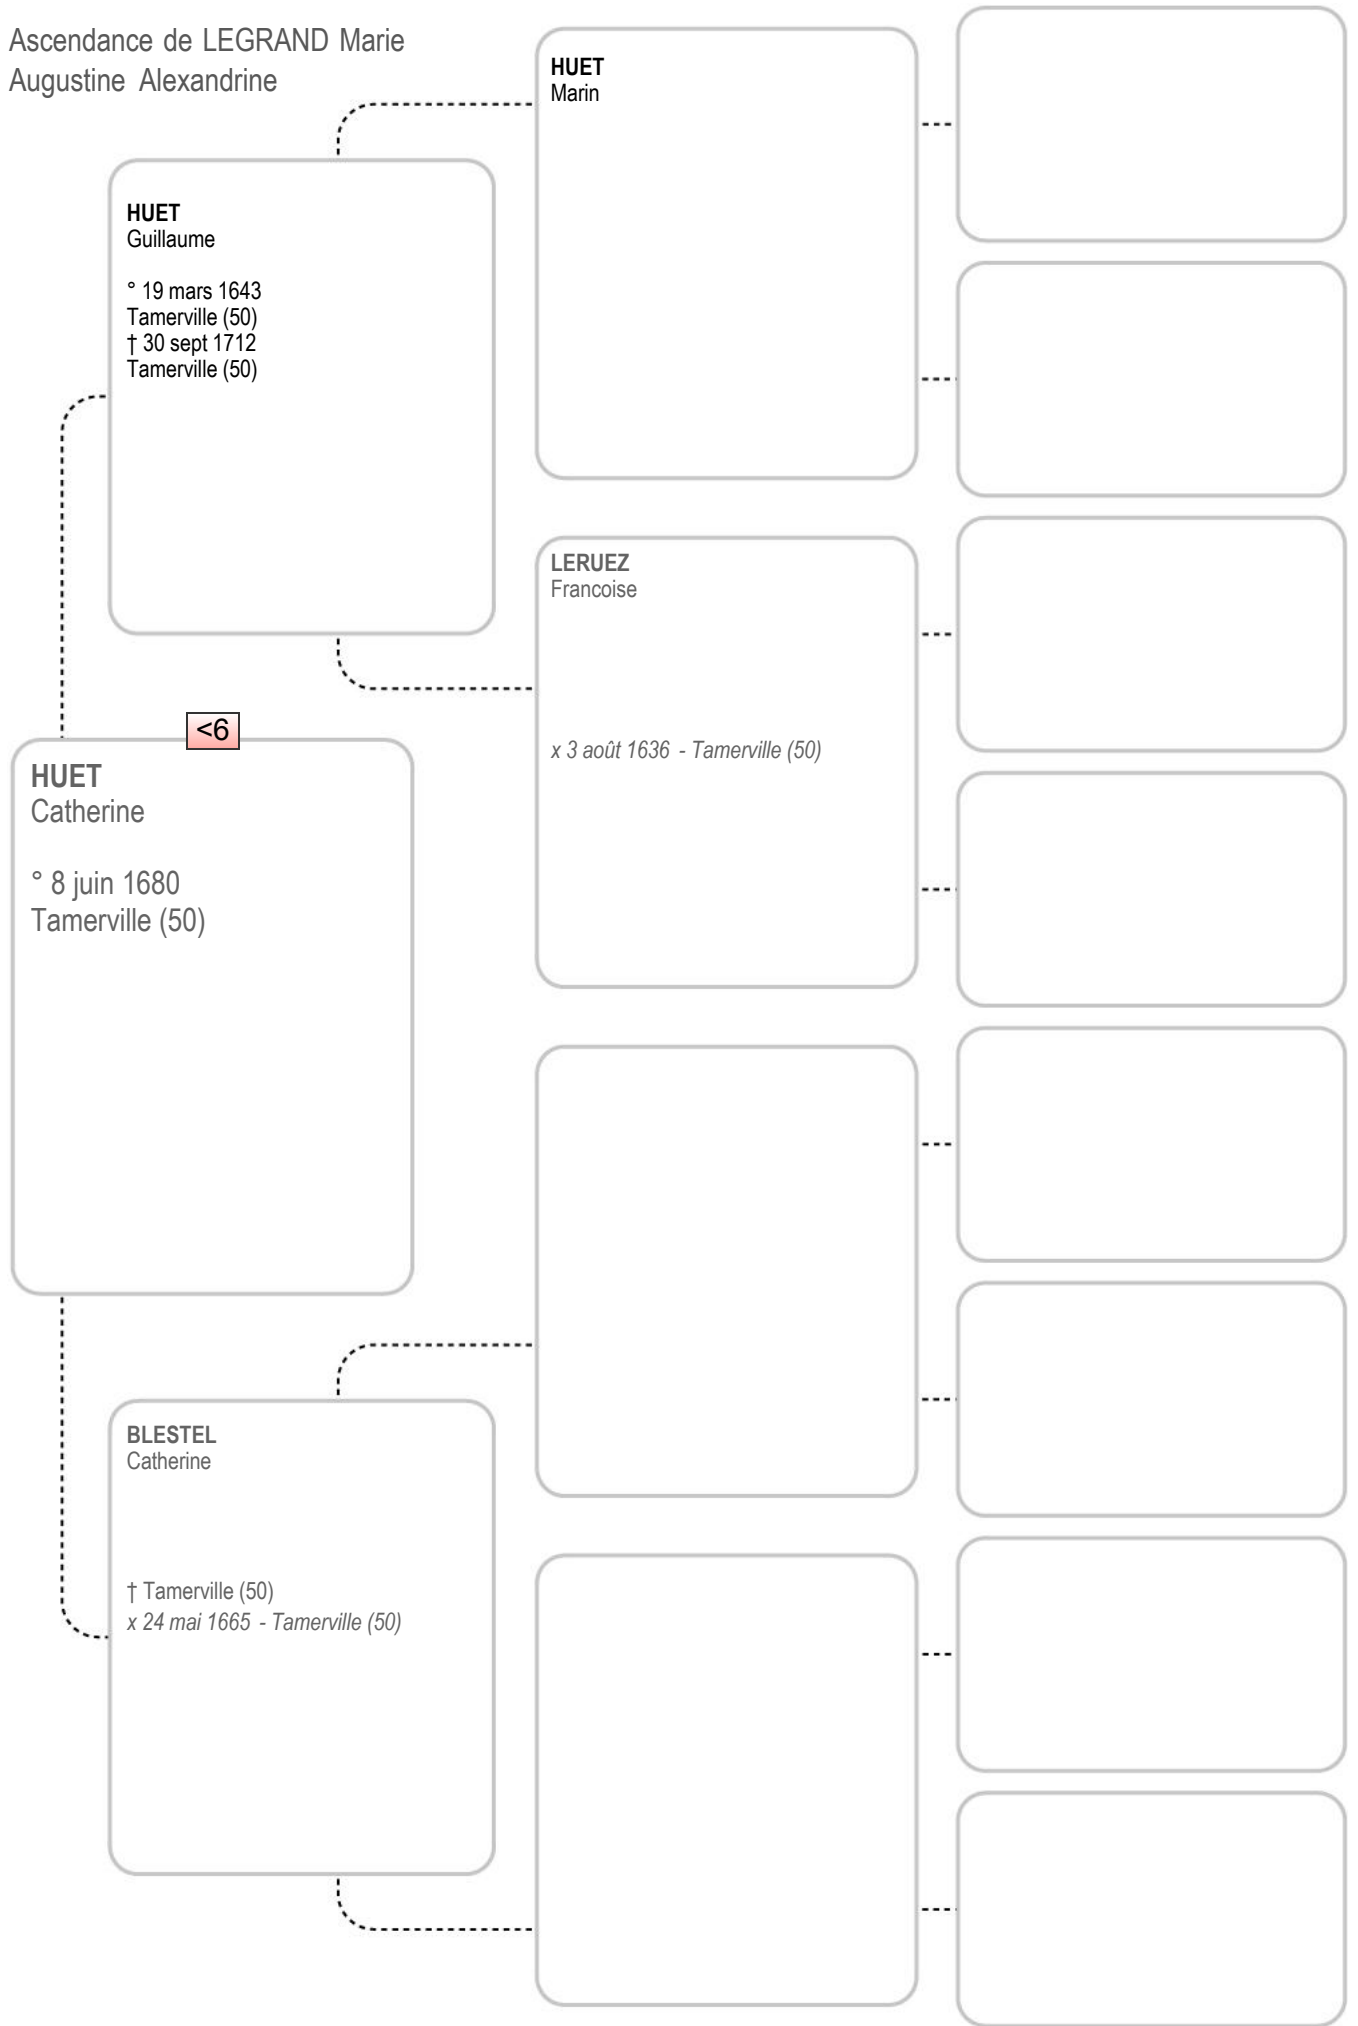 Ascendance de LEGRAND Marie
Augustine Alexandrine
HUET
Marin
HUET
Guillaume
° 19 mars 1643
Tamerville (50)
† 30 sept 1712
Tamerville (50)
LERUEZ
Francoise
x 3 août 1636 - Tamerville (50)
<6
HUET
Catherine
° 8 juin 1680
Tamerville (50)
BLESTEL
Catherine
† Tamerville (50)
x 24 mai 1665 - Tamerville (50)